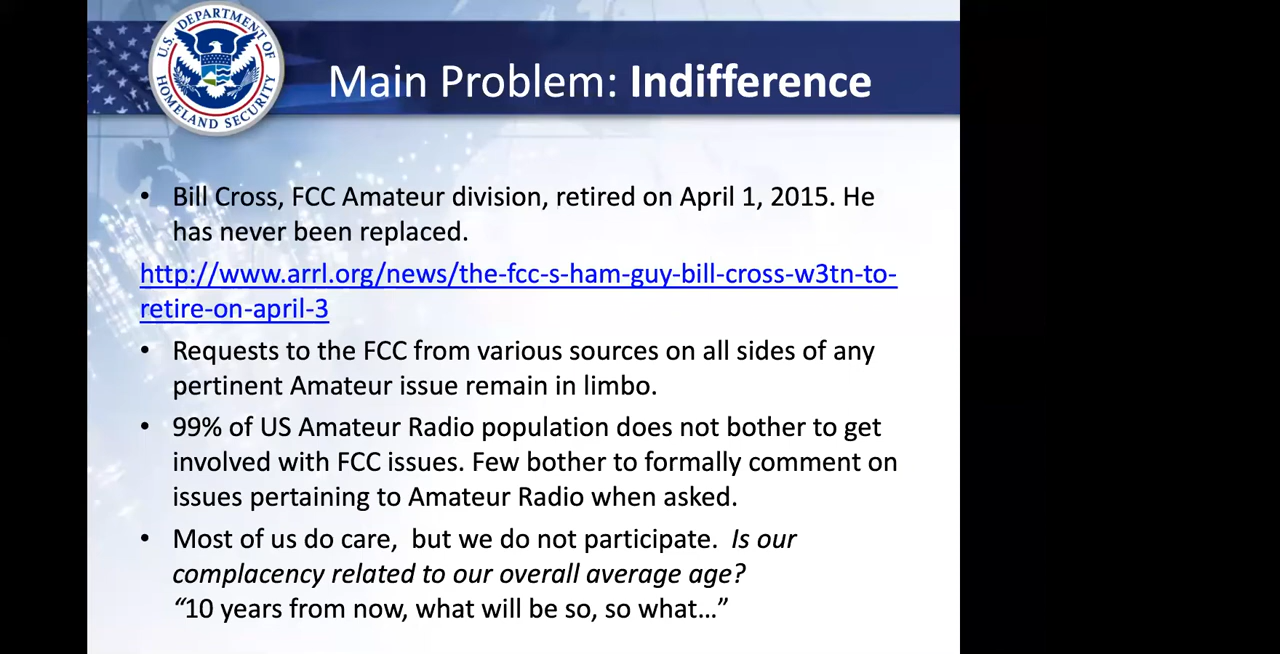 U.S. DEPARTMENT OF
HOMELAND SECURITY
Main Problem: Indifference
• Bill Cross, FCC Amateur division, retired on April 1, 2015. He
has never been replaced.
http://www.arrl.org/news/the-fcc-s-ham-guy-bill-cross-w3tn-to-
retire-on-april-3
• Requests to the FCC from various sources on all sides of any
pertinent Amateur issue remain in limbo.
• 99% of US Amateur Radio population does not bother to get
involved with FCC issues. Few bother to formally comment on
issues pertaining to Amateur Radio when asked.
• Most of us do care,  but we do not participate.  Is our
complacency related to our overall average age?
“10 years from now, what will be so, so what…”